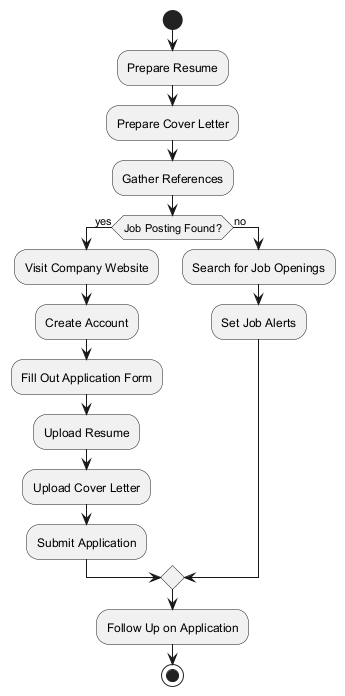 Prepare Resume
Prepare Cover Letter
Gather References
Job Posting Found?
yes
no
Visit Company Website
Search for Job Openings
Create Account
Set Job Alerts
Fill Out Application Form
Upload Resume
Upload Cover Letter
Submit Application
Follow Up on Application